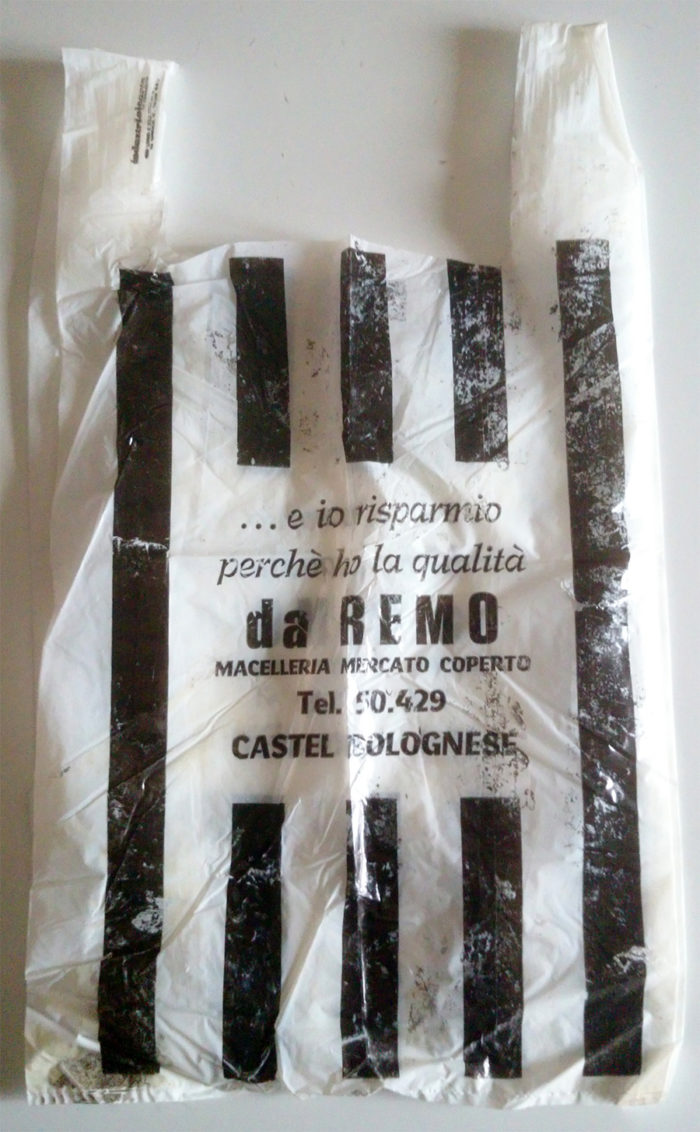 ...e io risparmio
perchè ho la qualità
da REMO
MACELLERIA MERCATO COPERTO
Tel. 50.429
CASTEL BOLOGNESE